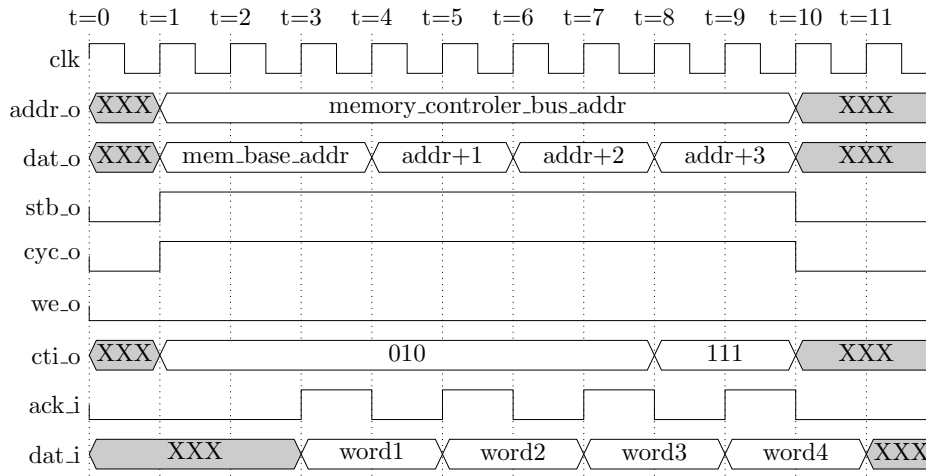 t=0 t=1 t=2 t=3 t=4 t=5 t=6 t=7 t=8 t=9 t=10 t=11
clk
addr_o XXX memory_controler_bus_addr XXX
dat_o XXX mem_base_addr addr+1 addr+2 addr+3 XXX
stb_o
cyc_o
we_o
cti_o XXX 010 111 XXX
ack_i
dat_i XXX word1 word2 word3 word4 XXX